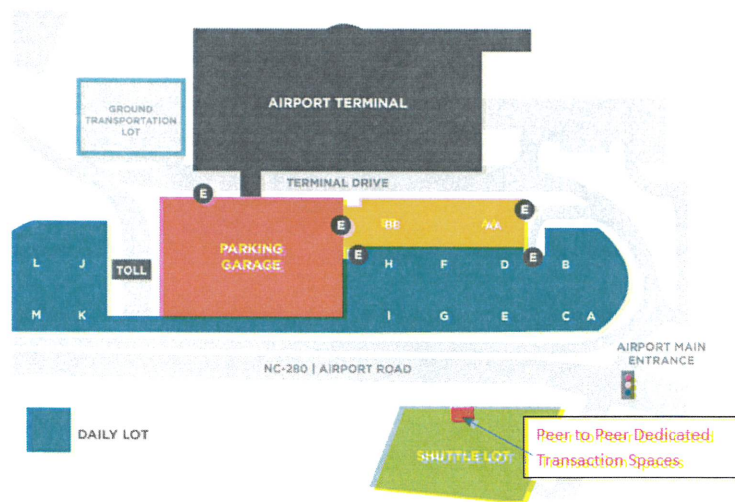 AIRPORT TERMINAL
GROUND
TRANSPORTATION
LOT
TERMINAL DRIVE
E
E
E
BB
AA
PARKING
GARAGE
E
E
L
J
TOLL
H
F
D
B
M
K
I
G
E
C
A
AIRPORT MAIN
ENTRANCE
NC-280 | AIRPORT ROAD
DAILY LOT
SHUTTLE LOT
Peer to Peer Dedicated
Transaction Spaces